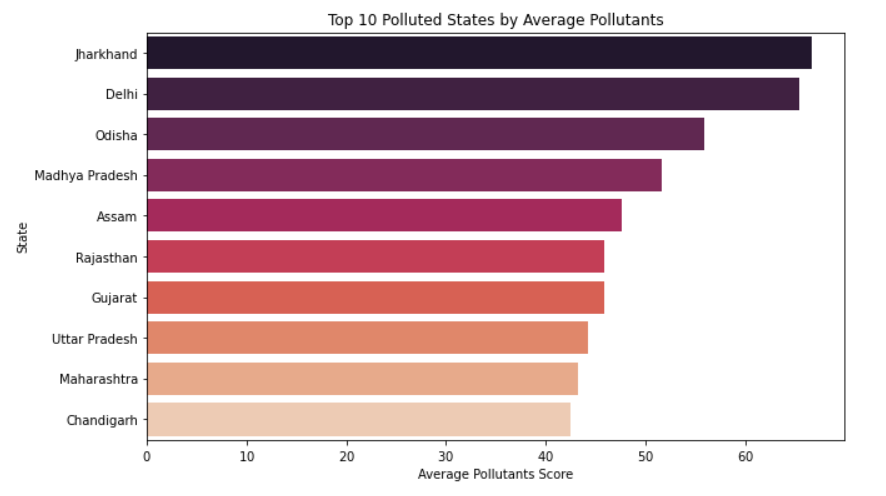 Top 10 Polluted States by Average Pollutants
State
Jharkhand
Delhi
Odisha
Madhya Pradesh
Assam
Rajasthan
Gujarat
Uttar Pradesh
Maharashtra
Chandigarh
0 10 20 30 40 50 60
Average Pollutants Score